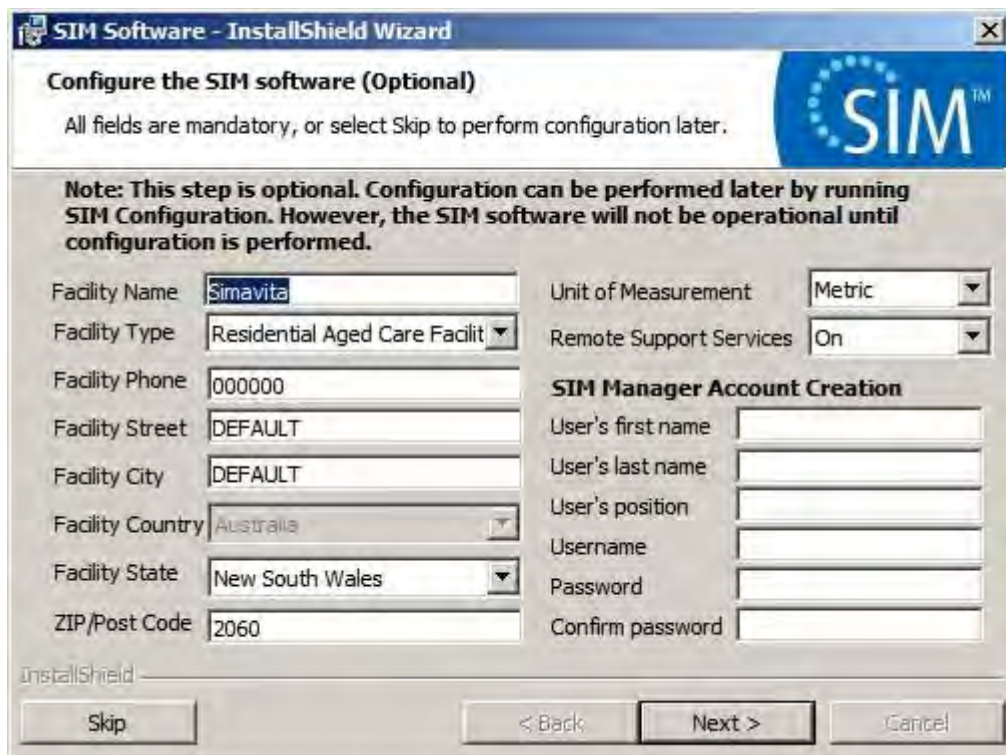 SIM Software - InstallShield Wizard
Configure the SIM software (Optional)
All fields are mandatory, or select Skip to perform configuration later.
SIM™
Note: This step is optional. Configuration can be performed later by running
SIM Configuration. However, the SIM software will not be operational until
configuration is performed.
Facility Name Simavita
Facility Type Residential Aged Care Facilit
Facility Phone 000000
Facility Street DEFAULT
Facility City DEFAULT
Facility Country Australia
Facility State New South Wales
ZIP/Post Code 2060
Unit of Measurement Metric
Remote Support Services On
SIM Manager Account Creation
User's first name
User's last name
User's position
Username
Password
Confirm password
InstallShield
Skip
< Back
Next >
Cancel